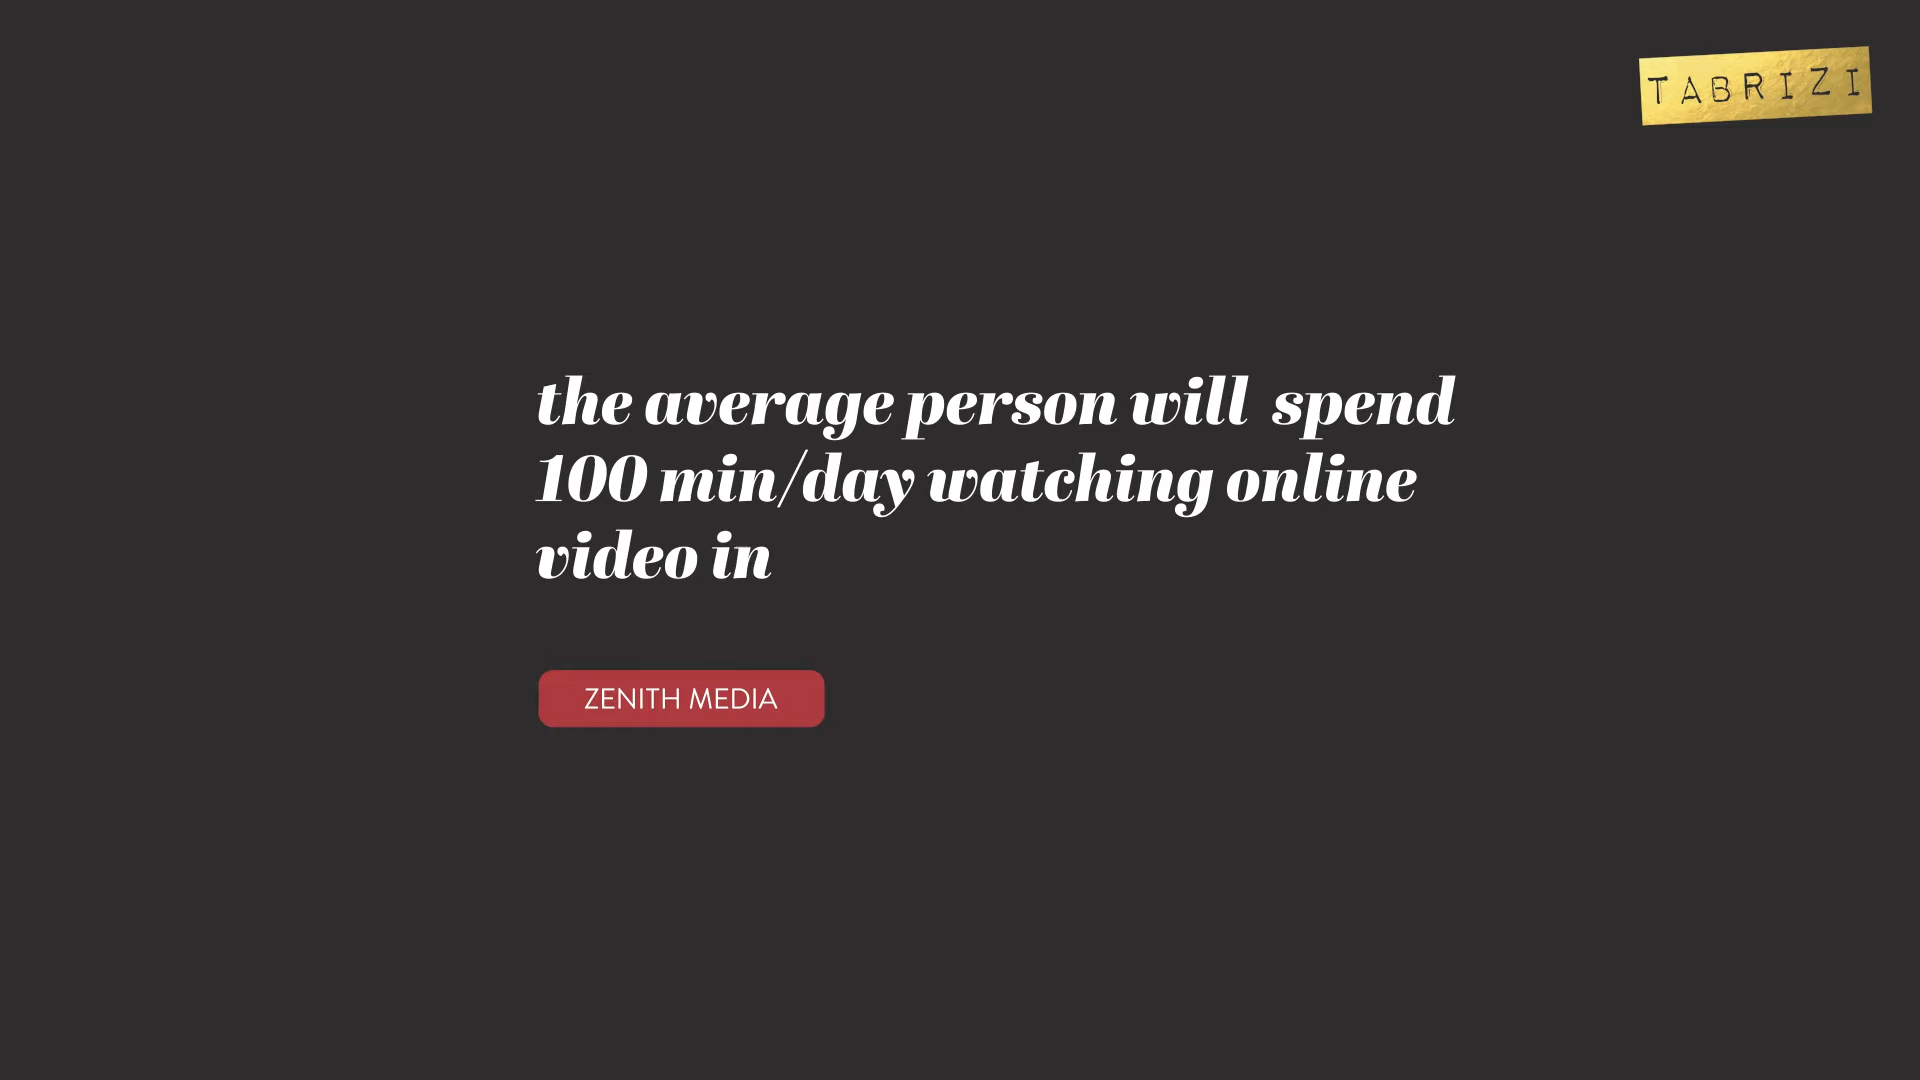 TABRIZI
the average person will spend
100 min/day watching online
video in
ZENITH MEDIA